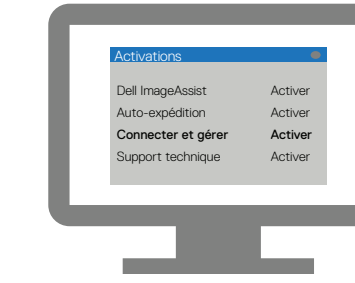 Activations
Dell ImageAssist Activer
Auto-expédition Activer
Connecter et gérer Activer
Support technique Activer